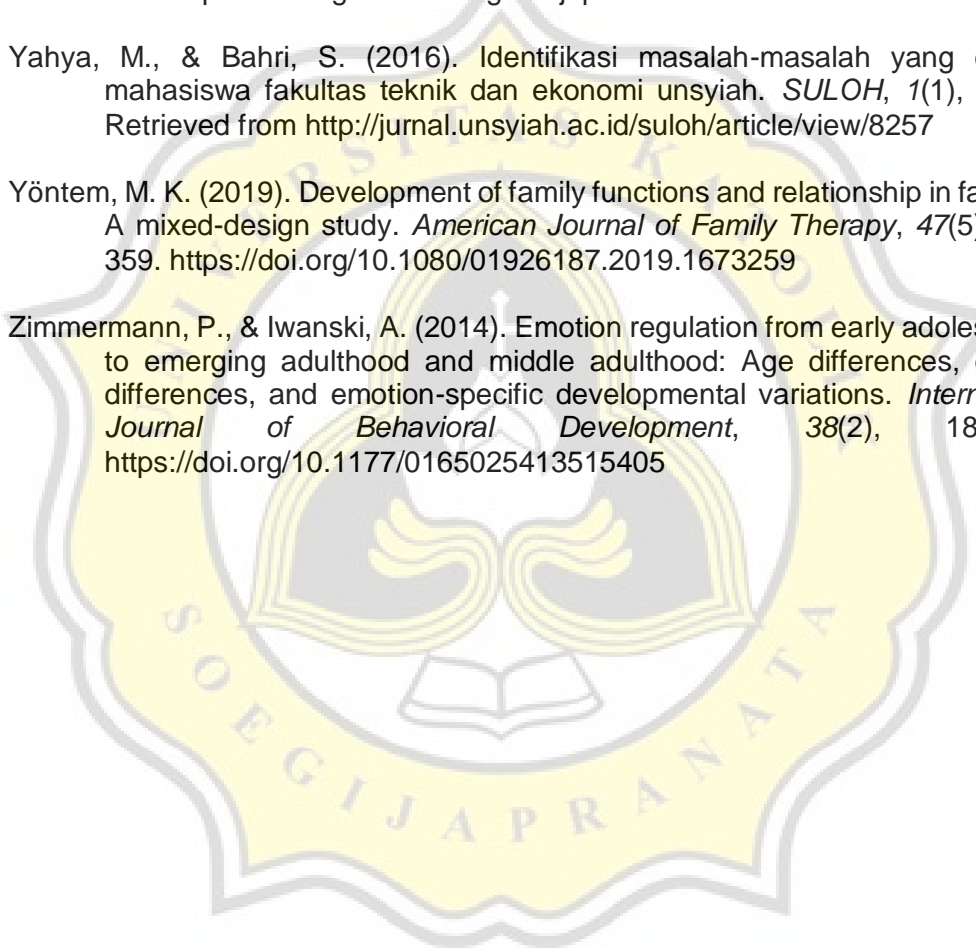 Yahya, M., & Bahri, S. (2016). Identifikasi masalah-masalah yang
mahasiswa fakultas teknik dan ekonomi unsyiah. SULOH, 1(1),
Retrieved from http://jurnal.unsyiah.ac.id/suloh/article/view/8257
Yöntem, M. K. (2019). Development of family functions and relationship in
A mixed-design study. American Journal of Family Therapy, 47(5)
359. https://doi.org/10.1080/01926187.2019.1673259
Zimmermann, P., & Iwanski, A. (2014). Emotion regulation from early
to emerging adulthood and middle adulthood: Age differences,
differences, and emotion-specific developmental variations.
Journal of Behavioral Development, 38(2), 18
https://doi.org/10.1177/0165025413515405
UNIVERSITAS KATOLIK
SOEGIJAPRANATA